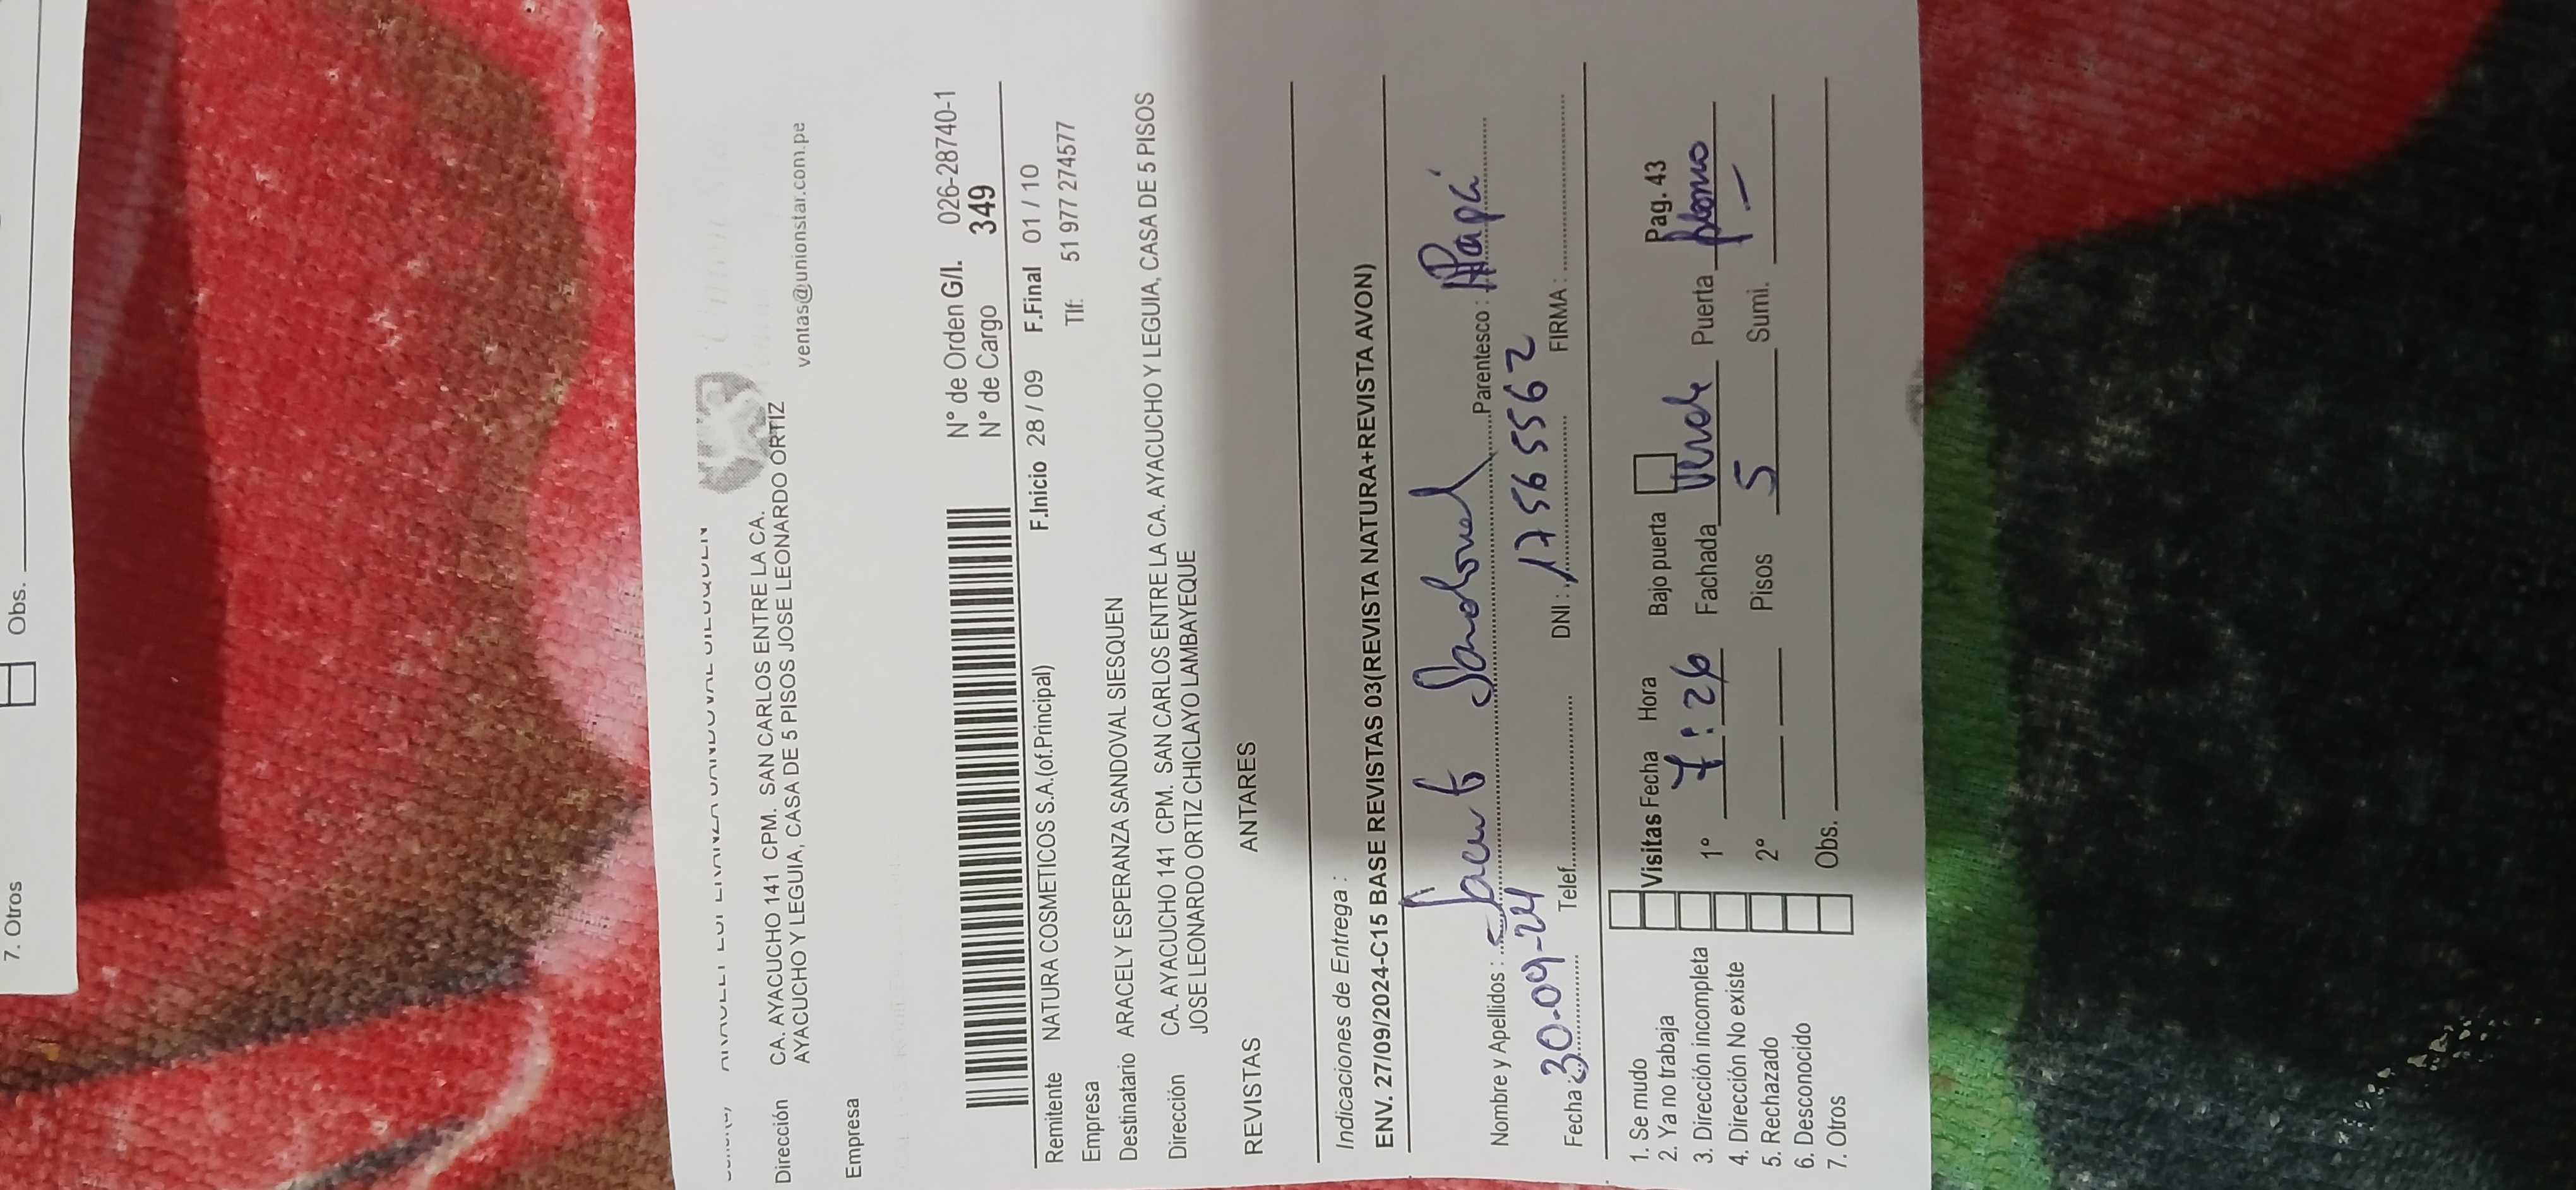 Obs.
7. Otros
ventas@unionstar.com.pe
Dirección CA. AYACUCHO 141 CPM. SAN CARLOS ENTRE LA CA.
AYACUCHO Y LEGUIA, CASA DE 5 PISOS JOSE LEONARDO ORTIZ
Empresa
N° de Orden G/I. 026-28740-1
N° de Cargo 349
Remitente NATURA COSMETICOS S.A.(of.Principal) F.Inicio 28 / 09 F.Final 01 / 10
Empresa Tlf: 51 977 274577
Destinatario ARACELY ESPERANZA SANDOVAL SIESQUEN
Dirección CA. AYACUCHO 141 CPM. SAN CARLOS ENTRE LA CA. AYACUCHO Y LEGUIA, CASA DE 5 PISOS
JOSE LEONARDO ORTIZ CHICLAYO LAMBAYEQUE
REVISTAS ANTARES
Indicaciones de Entrega :
ENV. 27/09/2024-C15 BASE REVISTAS 03(REVISTA NATURA+REVISTA AVON)
Nombre y Apellidos : Sandoval Parentesco : Papá
Fecha : 30-09-24 Telef. DNI : 17565562 FIRMA :
1. Se mudo
2. Ya no trabaja
3. Dirección incompleta
4. Dirección No existe
5. Rechazado
6. Desconocido
7. Otros
Visitas Fecha Hora Bajo puerta Pag. 43
1° 7:26 Fachada Verde Puerta plomo
2° Pisos 5 Sumi. –
Obs.